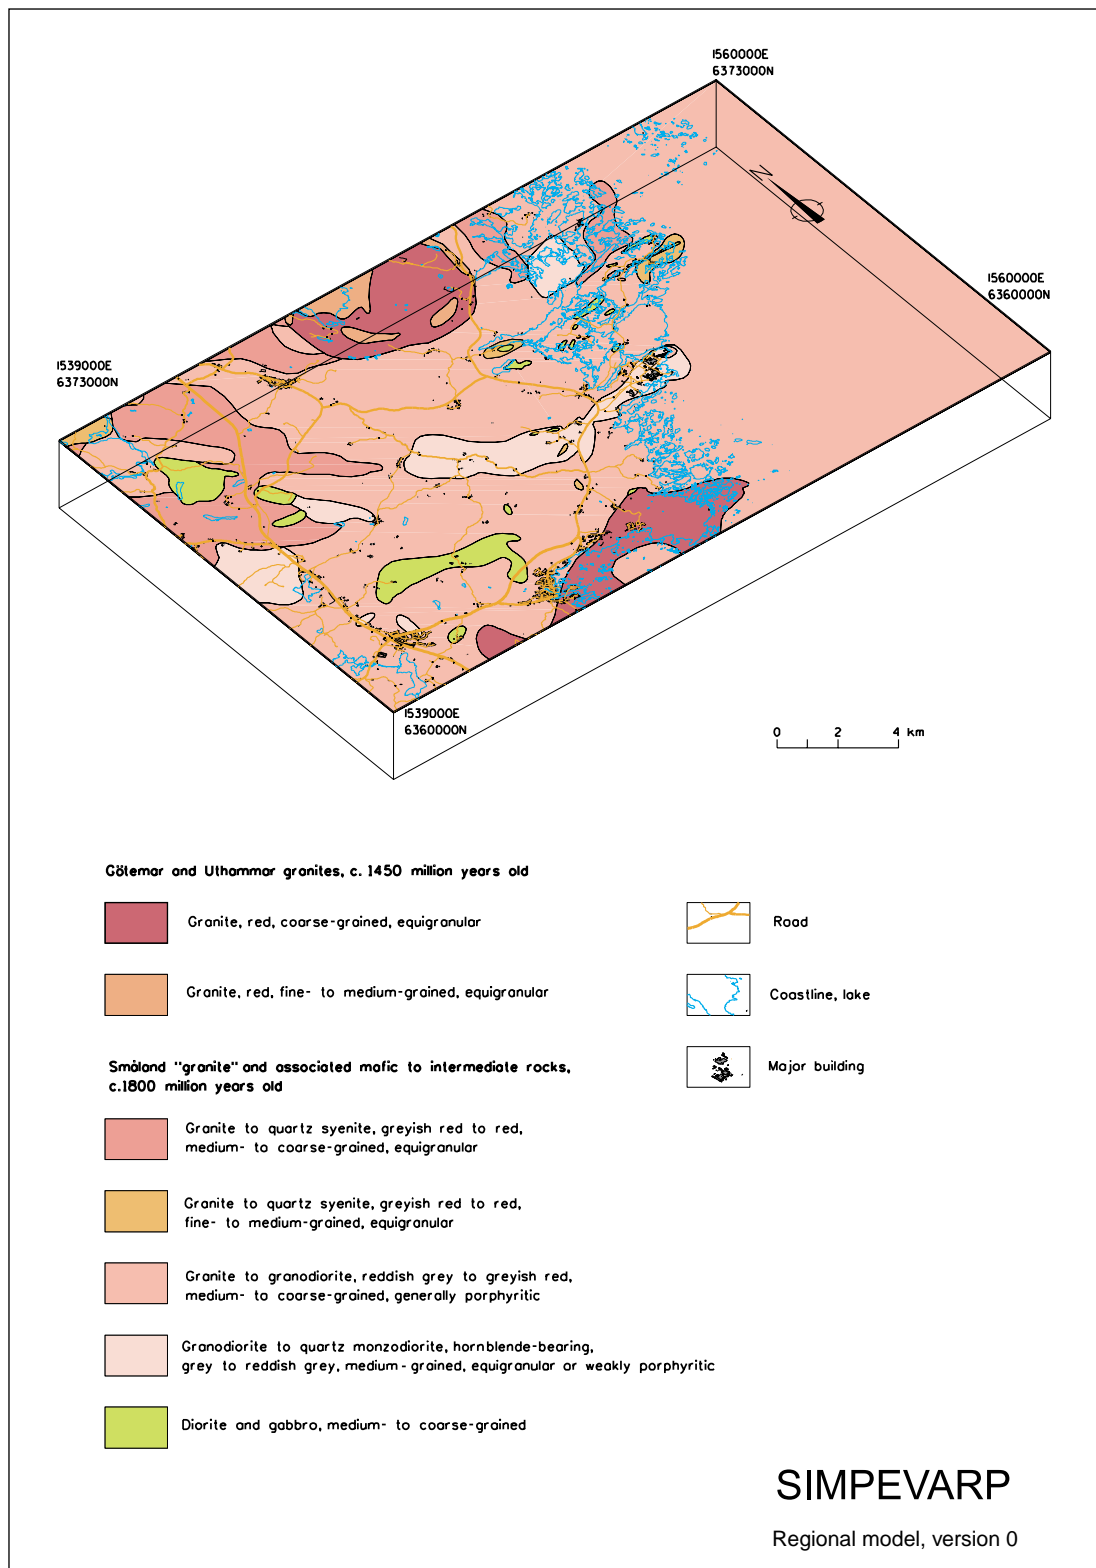 1560000E
6373000N
N
1560000E
6360000N
1539000E
6373000N
1539000E
6360000N
0 2 4 km
Götemar and Uthammar granites, c. 1450 million years old
Granite, red, coarse-grained, equigranular
Road
Granite, red, fine- to medium-grained, equigranular
Coastline, lake
Småland "granite" and associated mafic to intermediate rocks,
c.1800 million years old
Major building
Granite to quartz syenite, greyish red to red,
medium- to coarse-grained, equigranular
Granite to quartz syenite, greyish red to red,
fine- to medium-grained, equigranular
Granite to granodiorite, reddish grey to greyish red,
medium- to coarse-grained, generally porphyritic
Granodiorite to quartz monzodiorite, hornblende-bearing,
grey to reddish grey, medium-grained, equigranular or weakly porphyritic
Diorite and gabbro, medium- to coarse-grained
SIMPEVARP
Regional model, version 0